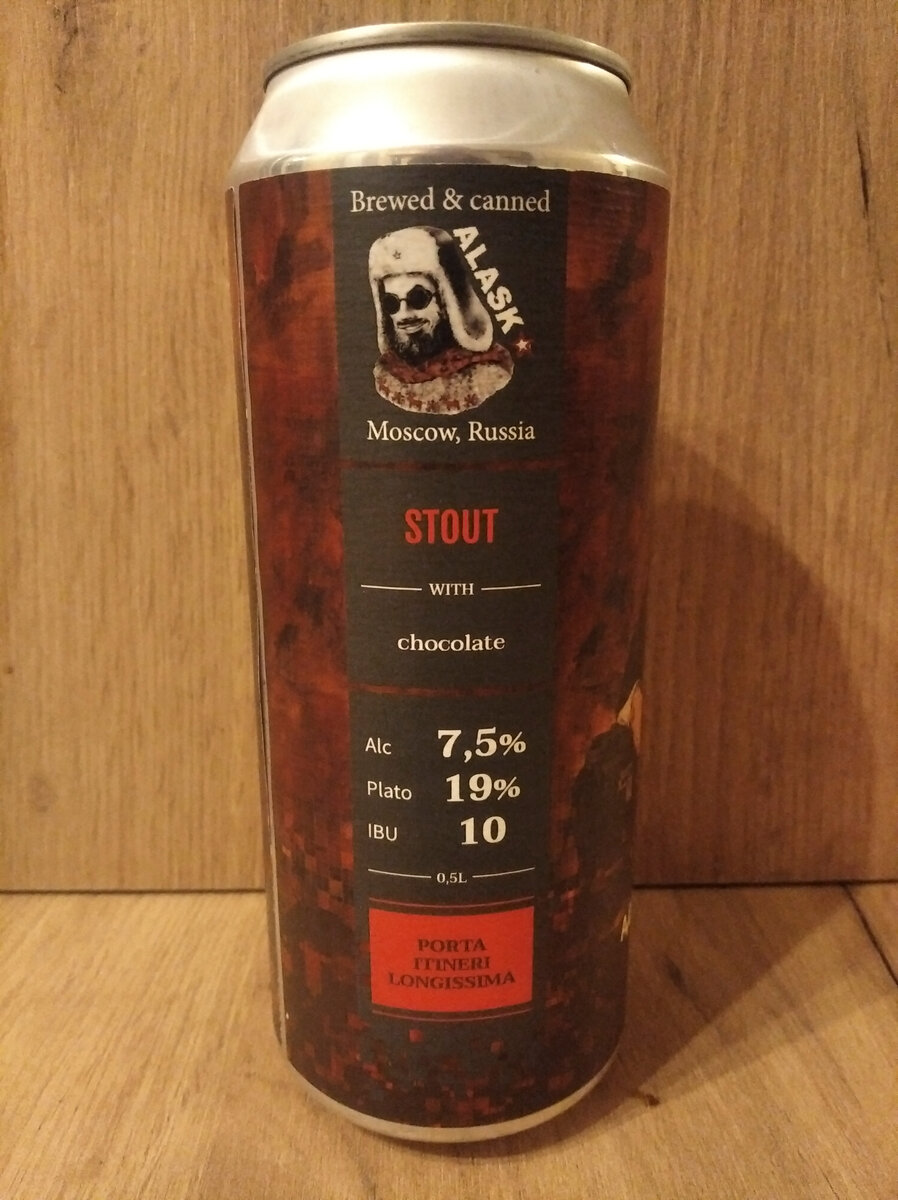 Brewed & canned
ALASK
Moscow, Russia
STOUT
WITH
chocolate
Alc 7,5%
Plato 19%
IBU 10
0,5L
PORTA
ITINERI
LONGISSIMA